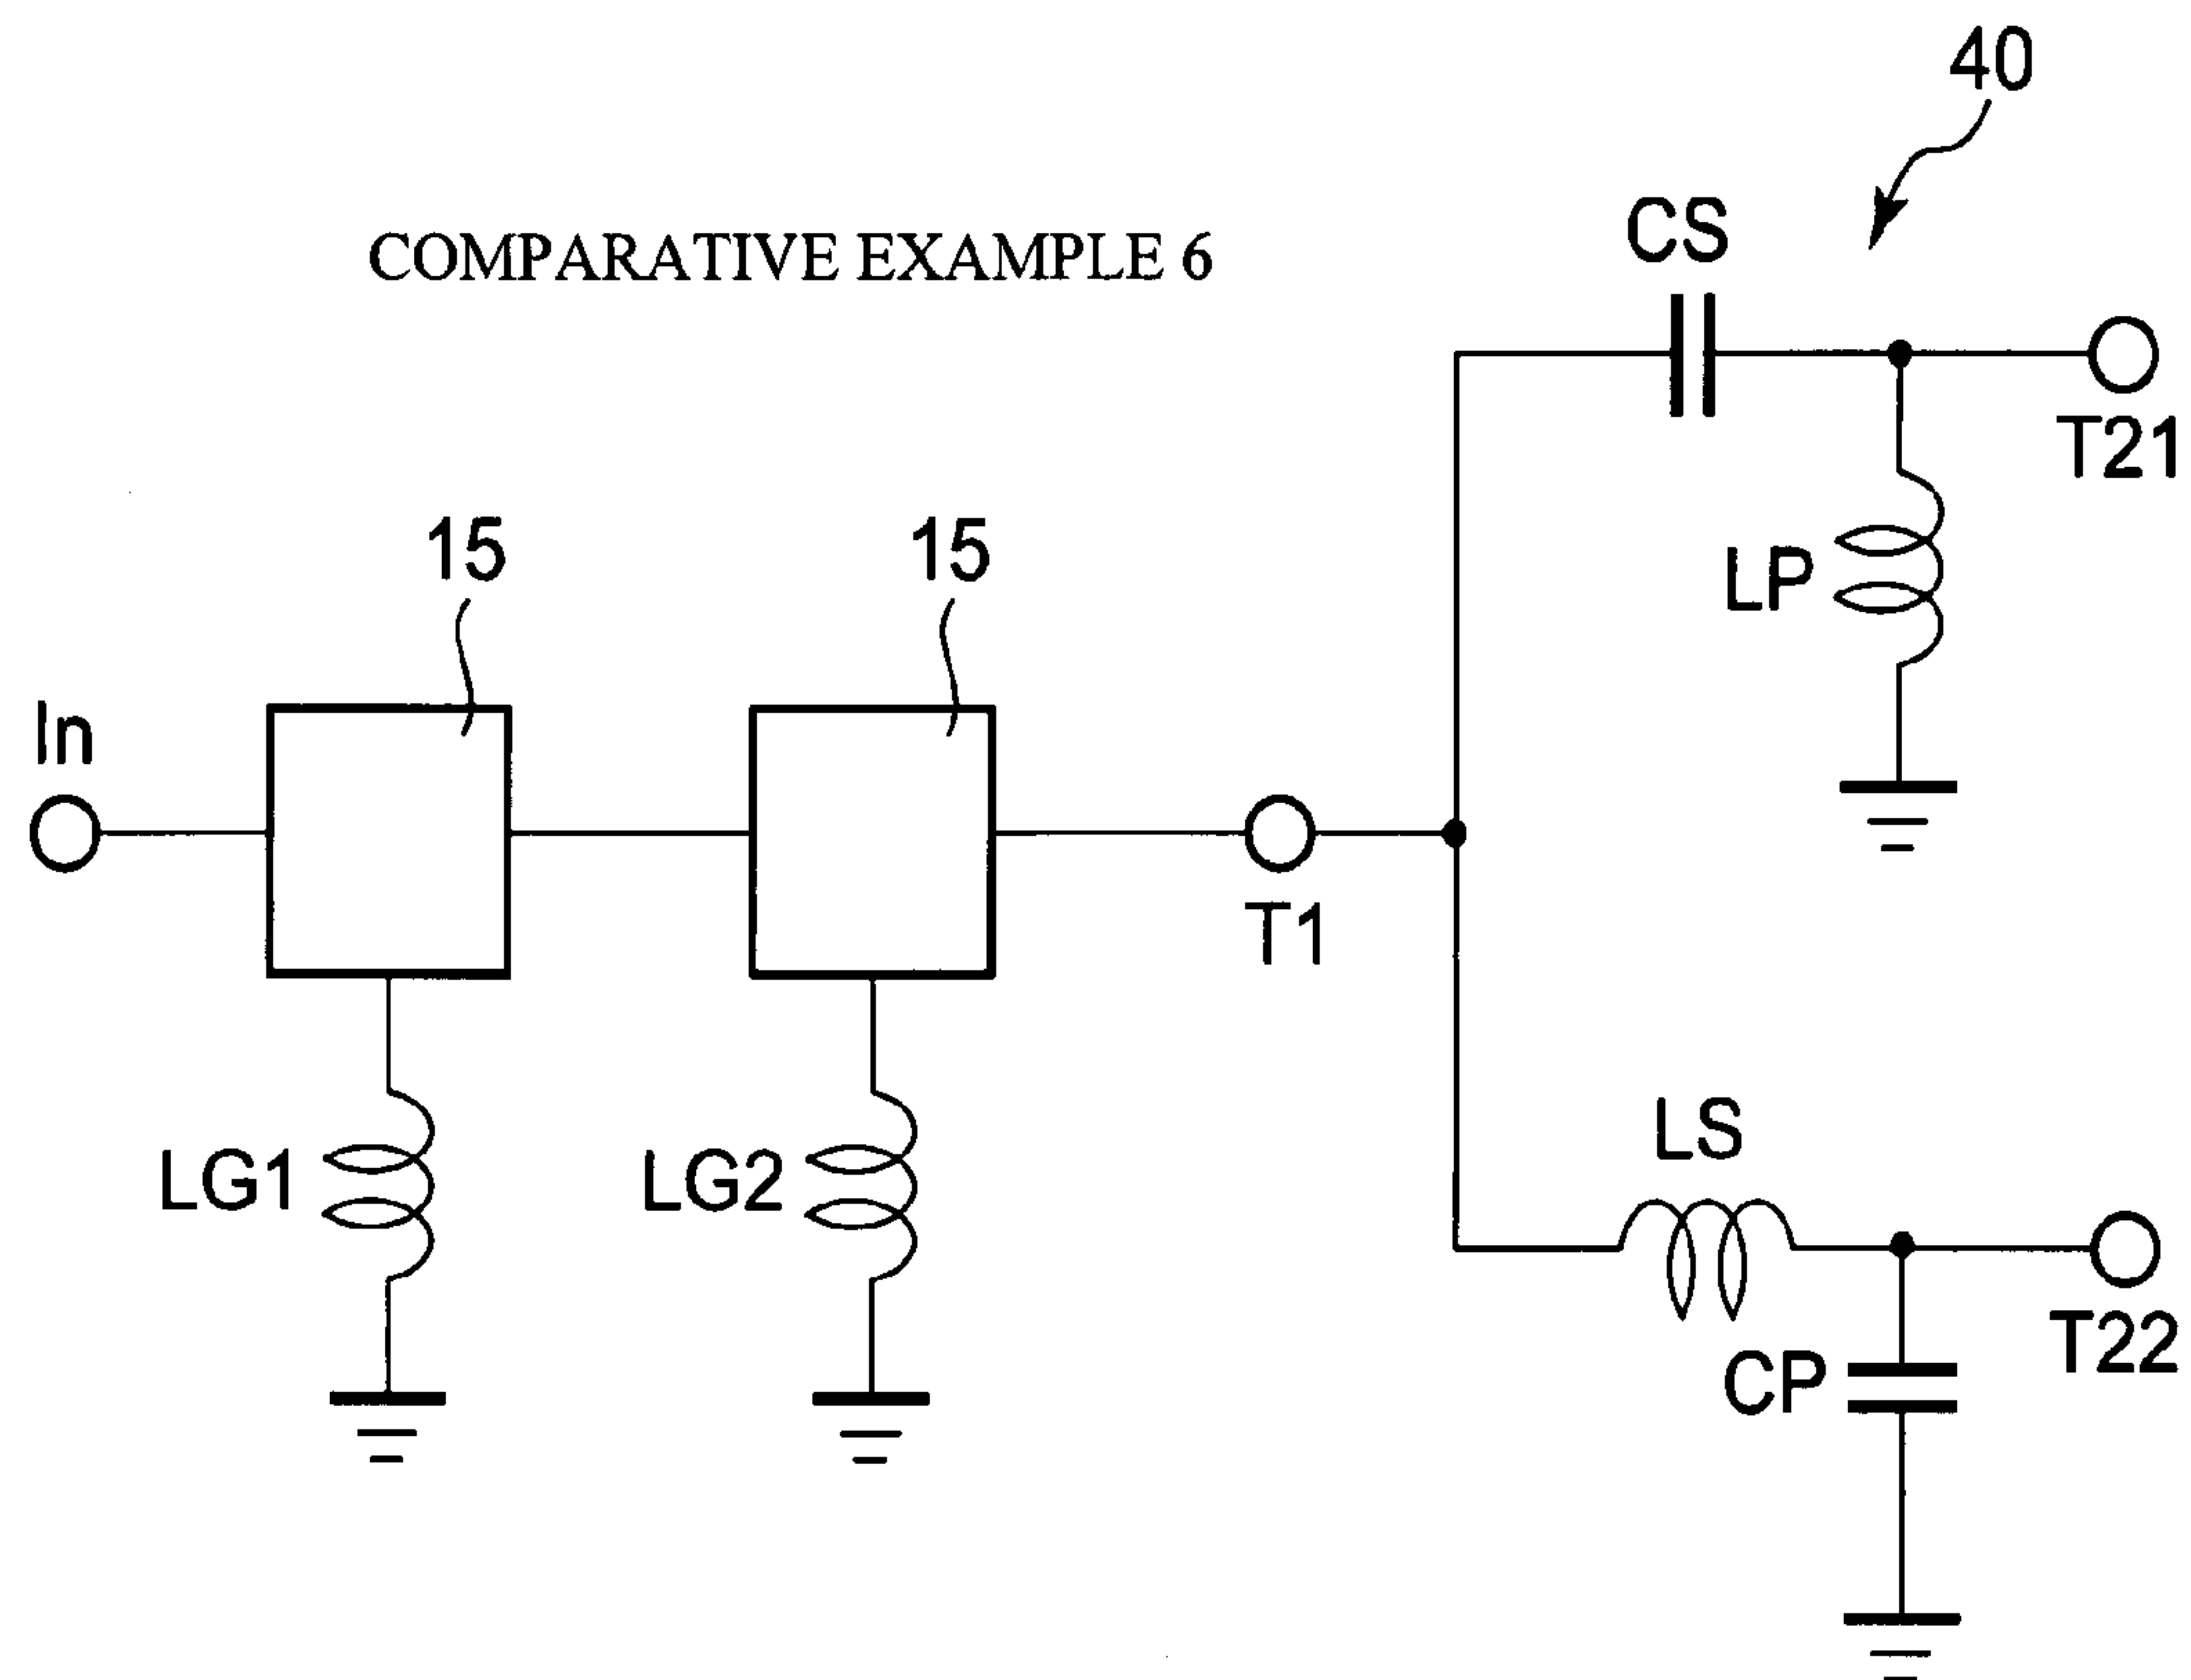 40
COMPARATIVE EXAMPLE 6
CS
T21
15
15
LP
In
T1
LS
LG1
LG2
T22
CP